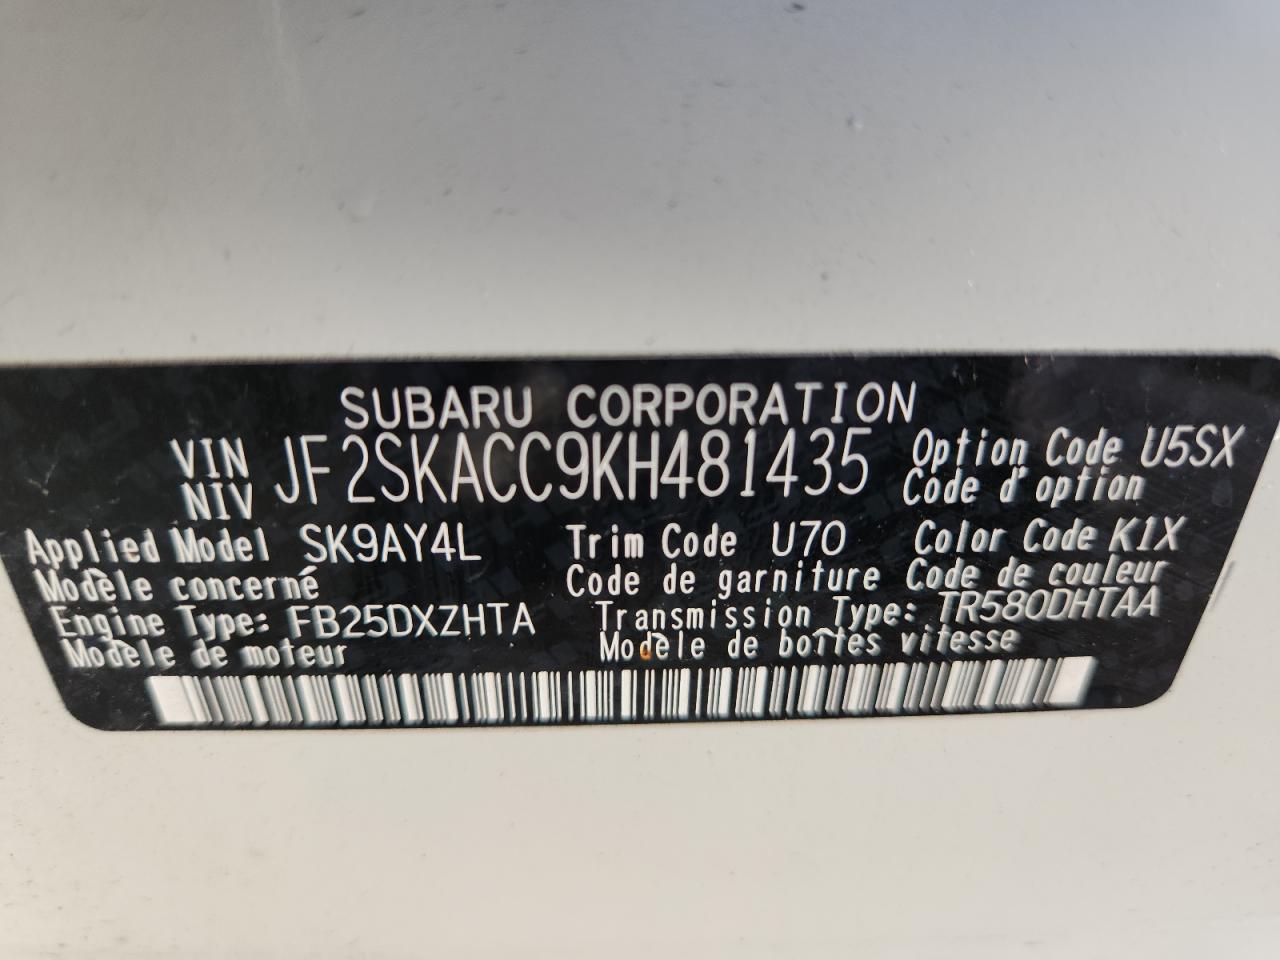 SUBARU CORPORATION
VIN
NIV JF2SKACC9KH481435 Option Code U5SX
Code d'option
Applied Model SK9AY4L Trim Code U70 Color Code K1X
Modèle concerné Code de garniture Code de couleur
Engine Type: FB25DXZHTA Transmission Type: TR580DHTAA
Modèle de moteur Modèle de boîtes vitesse